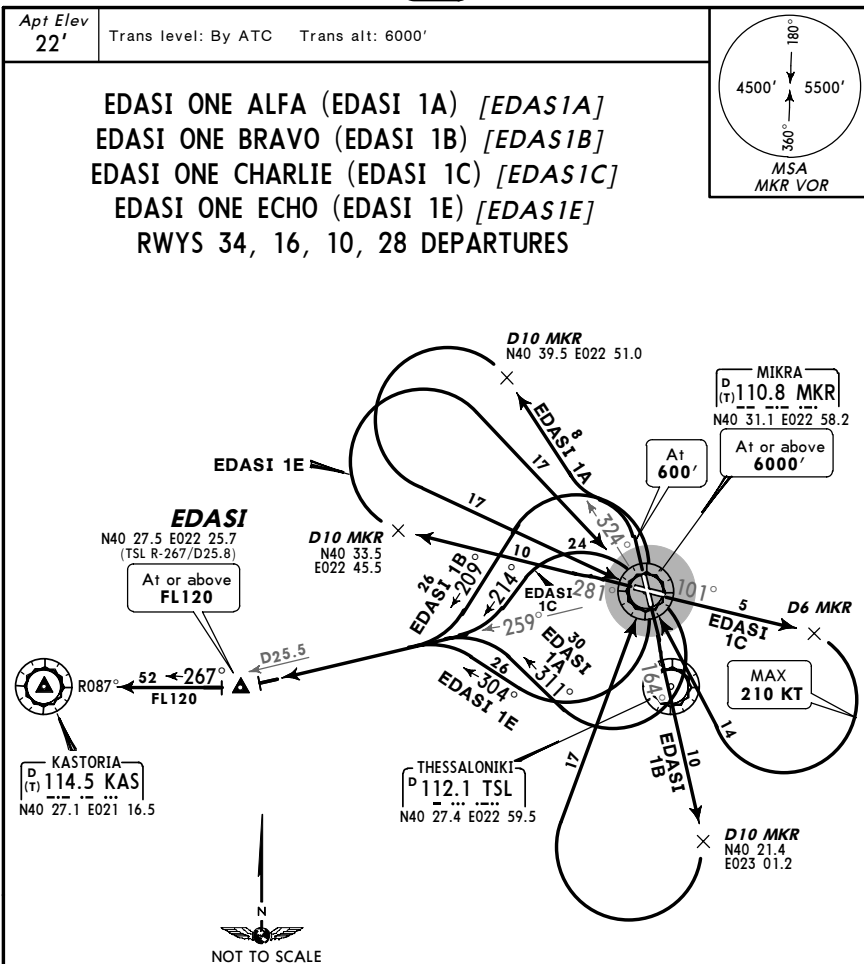 Apt Elev
22'
Trans level: By ATC Trans alt: 6000'
180°
4500' 5500'
360°
MSA
MKR VOR
EDASI ONE ALFA (EDASI 1A) [EDAS1A]
EDASI ONE BRAVO (EDASI 1B) [EDAS1B]
EDASI ONE CHARLIE (EDASI 1C) [EDAS1C]
EDASI ONE ECHO (EDASI 1E) [EDAS1E]
RWYS 34, 16, 10, 28 DEPARTURES
D10 MKR
N40 39.5 E022 51.0
MIKRA
D
(T) 110.8 MKR
N40 31.1 E022 58.2
At or above
6000'
At
600'
8
EDASI 1A
17
324°
EDASI 1E
17
EDASI
N40 27.5 E022 25.7
(TSL R-267/D25.8)
At or above
FL120
D10 MKR
N40 33.5
E022 45.5
10
24
281°
101°
26
EDASI 1B
209°
214°
EDASI
1C
259°
5
EDASI
1C
D6 MKR
MAX
210 KT
30
EDASI
1A
311°
26
304°
EDASI 1E
D25.5
R087°
52
267°
FL120
164°
14
KASTORIA
D
(T) 114.5 KAS
N40 27.1 E021 16.5
THESSALONIKI
D 112.1 TSL
N40 27.4 E022 59.5
17
10
EDASI
1B
D10 MKR
N40 21.4
E023 01.2
N
NOT TO SCALE